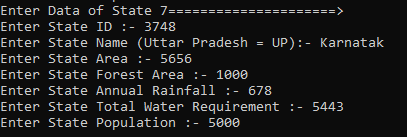 Enter Data of State 7=====================>
Enter State ID :- 3748
Enter State Name (Uttar Pradesh = UP):- Karnatak
Enter State Area :- 5656
Enter State Forest Area :- 1000
Enter State Annual Rainfall :- 678
Enter State Total Water Requirement :- 5443
Enter State Population :- 5000